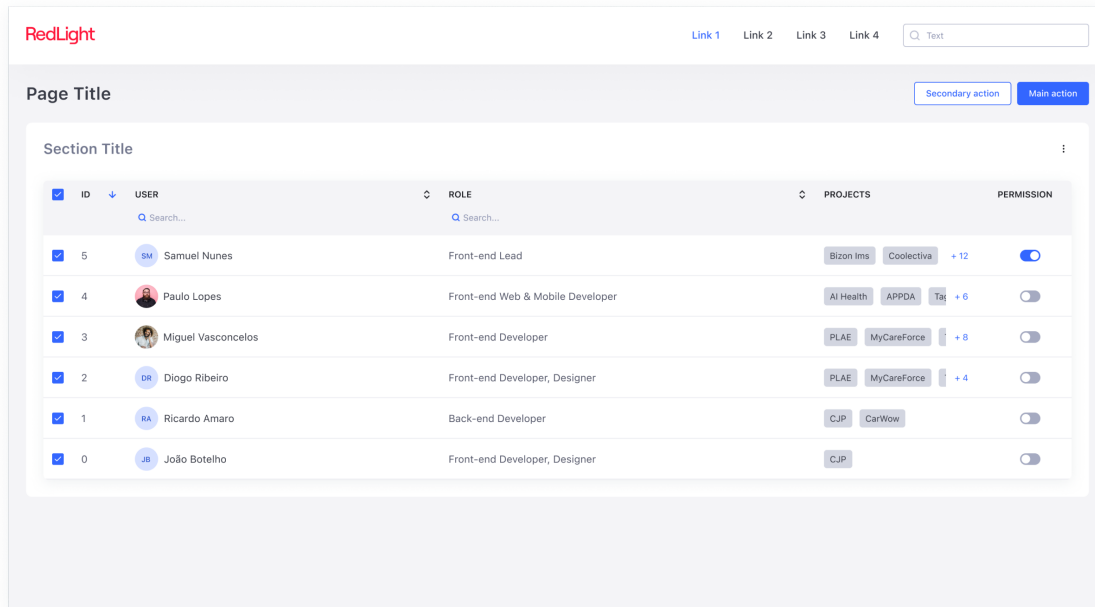 RedLight
Link 1 Link 2 Link 3 Link 4 Text
Page Title Secondary action Main action
Section Title
ID USER ROLE PROJECTS PERMISSION
Search... Search...
5 SM Samuel Nunes Front-end Lead Bizon Ims Coolectiva + 12
4 Paulo Lopes Front-end Web & Mobile Developer AI Health APPDA + 6
3 Miguel Vasconcelos Front-end Developer PLAE MyCareForce + 8
2 DR Diogo Ribeiro Front-end Developer, Designer PLAE MyCareForce + 4
1 RA Ricardo Amaro Back-end Developer CJP CarWow
0 JB João Botelho Front-end Developer, Designer CJP